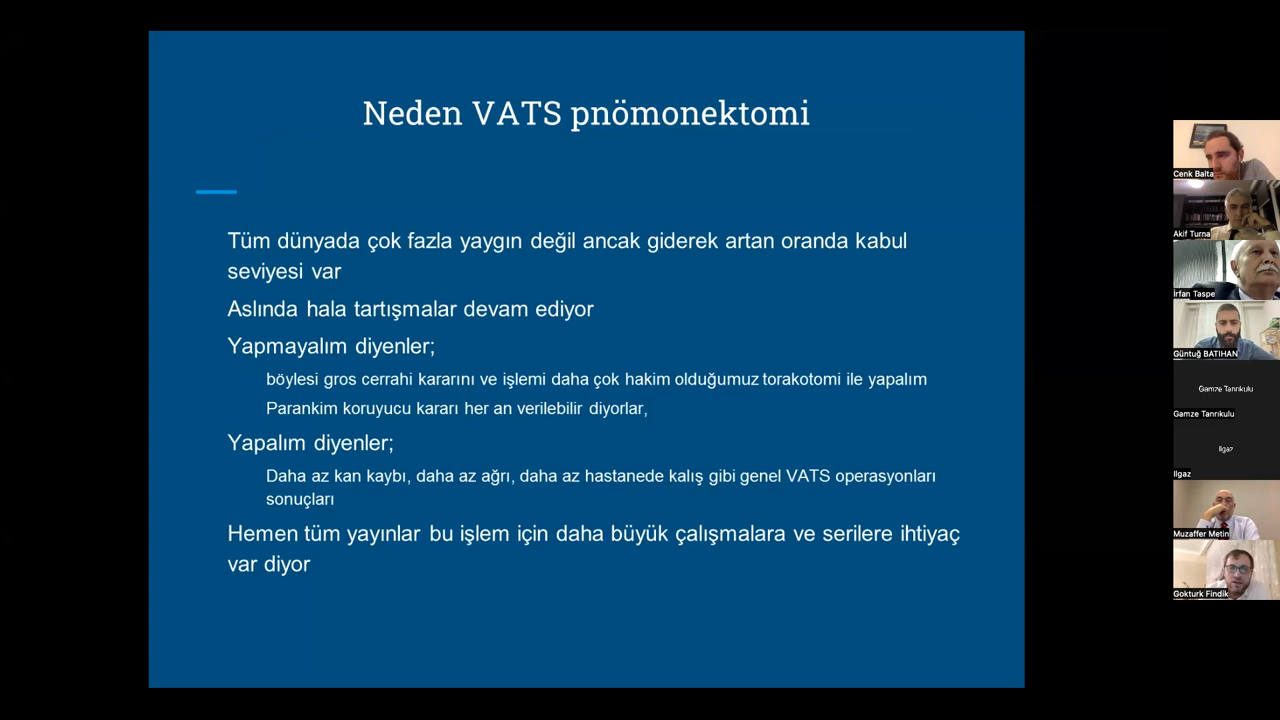 Neden VATS pnömonektomi
Tüm dünyada çok fazla yaygın değil ancak giderek artan oranda kabul
seviyesi var
Aslında hala tartışmalar devam ediyor
Yapmayalım diyenler;
böylesi gros cerrahi kararını ve işlemi daha çok hakim olduğumuz torakotomi ile yapalım
Parankim koruyucu kararı her an verilebilir diyorlar,
Yapalım diyenler;
Daha az kan kaybı, daha az ağrı, daha az hastanede kalış gibi genel VATS operasyonları
sonuçları
Hemen tüm yayınlar bu işlem için daha büyük çalışmalara ve serilere ihtiyaç
var diyor
Cenk Balta
Akif Turna
İrfan Taspe
Güntuğ BATIHAN
Gamze Tanrıkulu
Gamze Tanrıkulu
Ilgaz
Ilgaz
Muzaffer Metin
Gokturk Findik